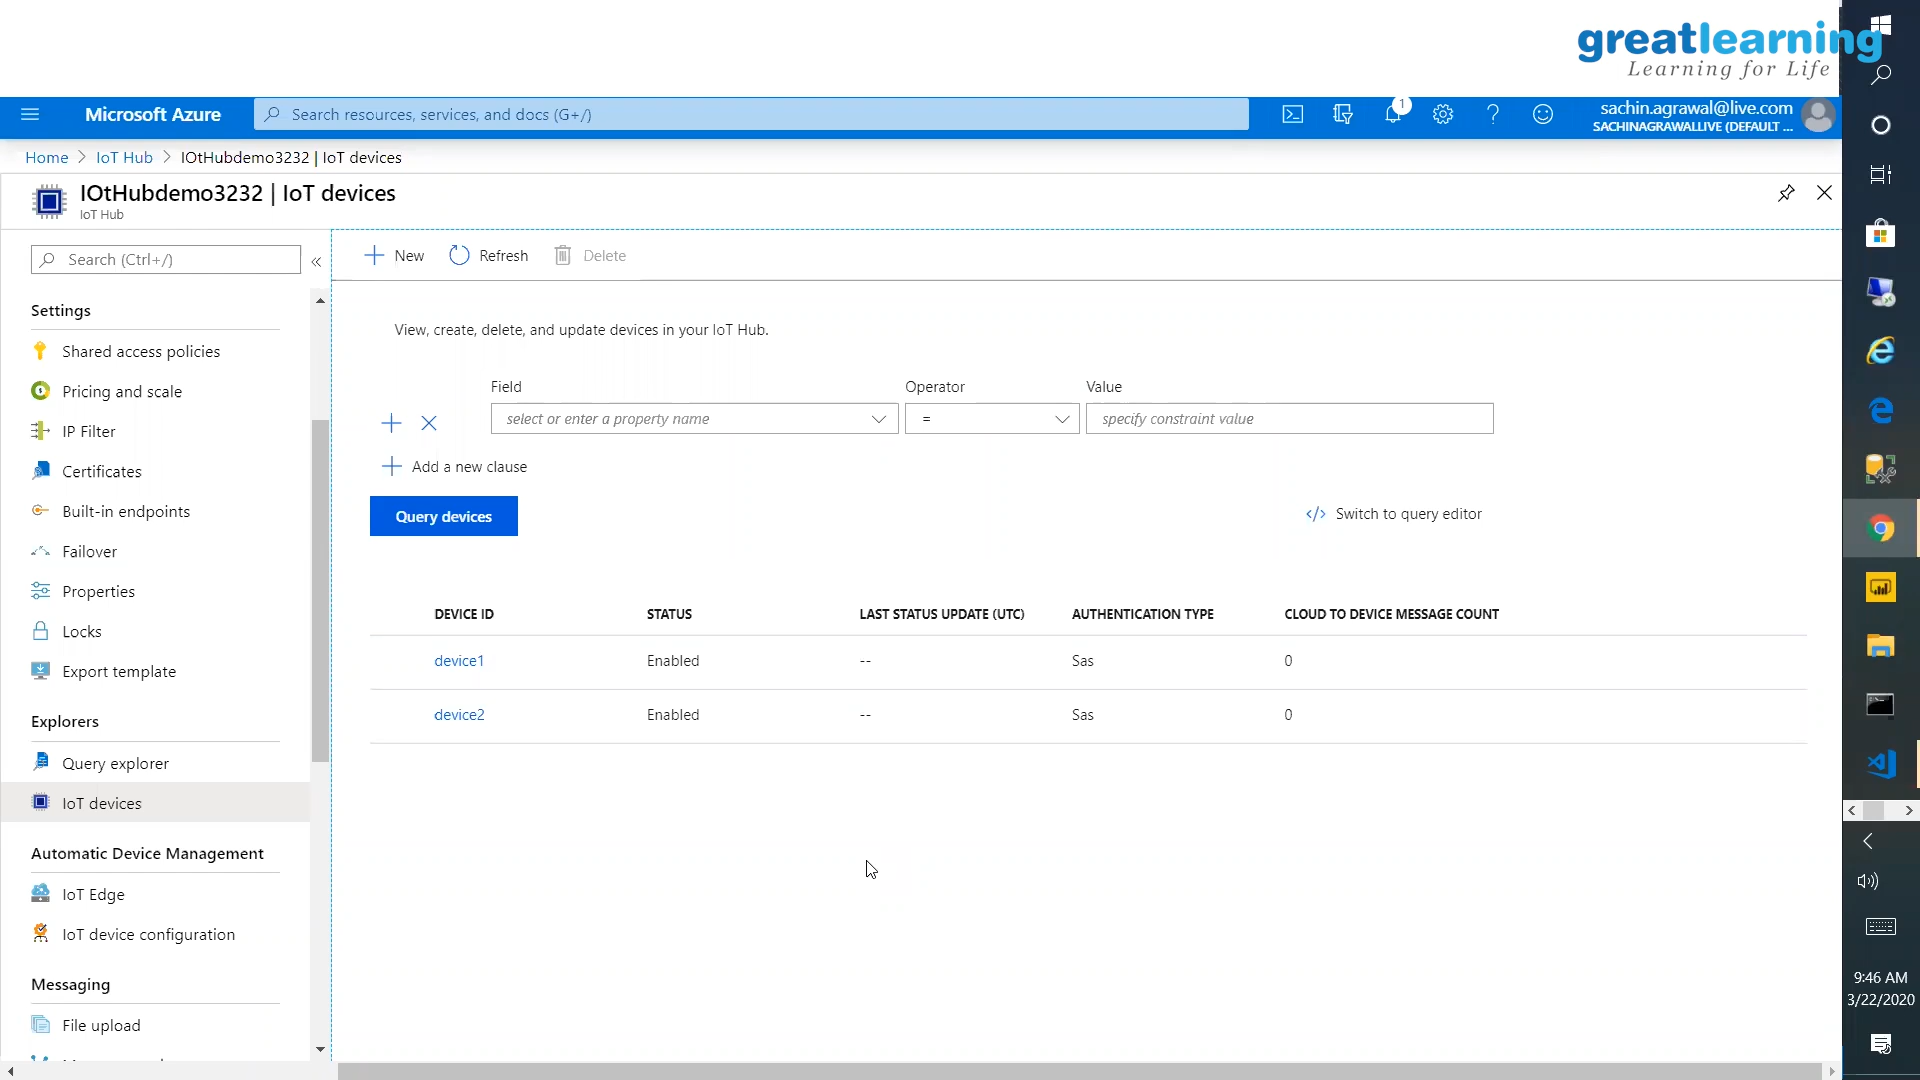 greatlearning
Learning for Life
Microsoft Azure
Search resources, services, and docs (G+/)
1
sachin.agrawal@live.com
SACHINAGRAWALLIVE (DEFAULT ...
Home > IoT Hub > IOtHubdemo3232 | IoT devices
IOtHubdemo3232 | IoT devices
IoT Hub
Search (Ctrl+/)
«
New
Refresh
Delete
Settings
Shared access policies
Pricing and scale
IP Filter
Certificates
Built-in endpoints
Failover
Properties
Locks
Export template
Explorers
Query explorer
IoT devices
Automatic Device Management
IoT Edge
IoT device configuration
Messaging
File upload
View, create, delete, and update devices in your IoT Hub.
Field
Operator
Value
select or enter a property name
=
specify constraint value
Add a new clause
Query devices
</> Switch to query editor
DEVICE ID STATUS LAST STATUS UPDATE (UTC) AUTHENTICATION TYPE CLOUD TO DEVICE MESSAGE COUNT
device1 Enabled -- Sas 0
device2 Enabled -- Sas 0
9:46 AM
3/22/2020